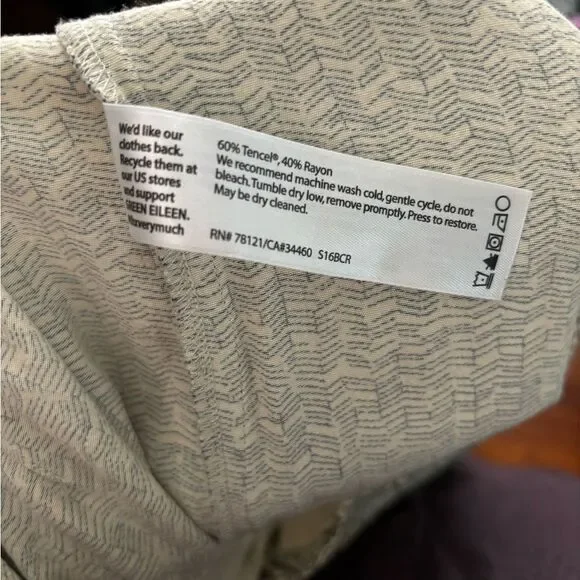 We'd like our
clothes back.
Recycle them at
our US stores
and support
GREEN EILEEN.
60% Tencel®, 40% Rayon
We recommend machine wash cold, gentle cycle, do not
bleach. Tumble dry low, remove promptly. Press to restore.
May be dry cleaned.
RN# 78121/CA#34460 S16BCR